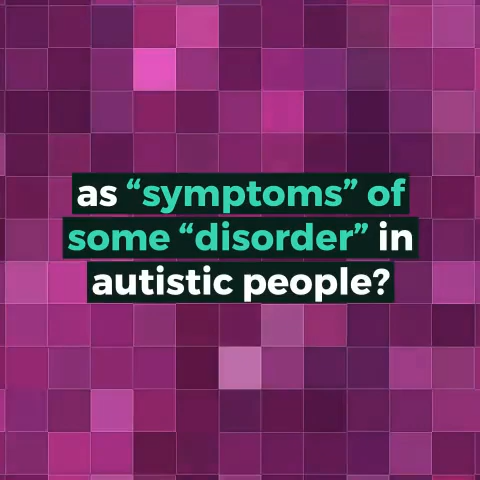 as “symptoms” of
some “disorder” in
autistic people?